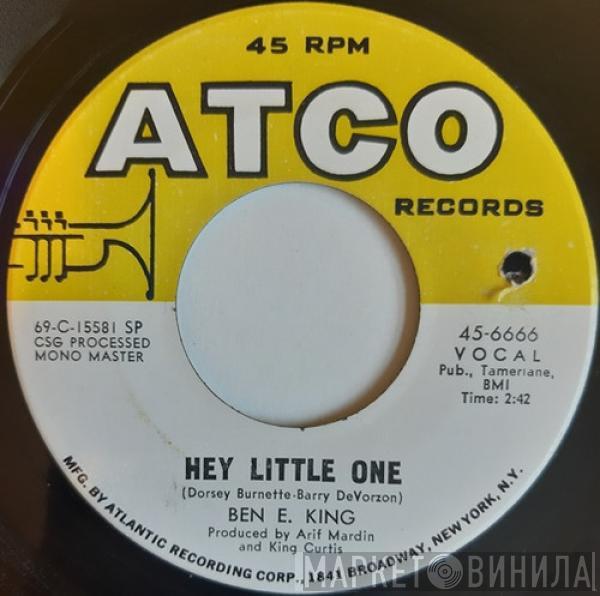 45 RPM
ATCO
RECORDS
69-C-15581 SP
CSG PROCESSED
MONO MASTER
45-6666
VOCAL
Pub., Tamerlane,
BMI
Time: 2:42
HEY LITTLE ONE
(Dorsey Burnette-Barry DeVorzon)
BEN E. KING
Produced by Arif Mardin
and King Curtis
MFG. BY ATLANTIC RECORDING CORP., 1841 BROADWAY, NEW YORK, N.Y.
МАРКЕТ ВИНИЛА